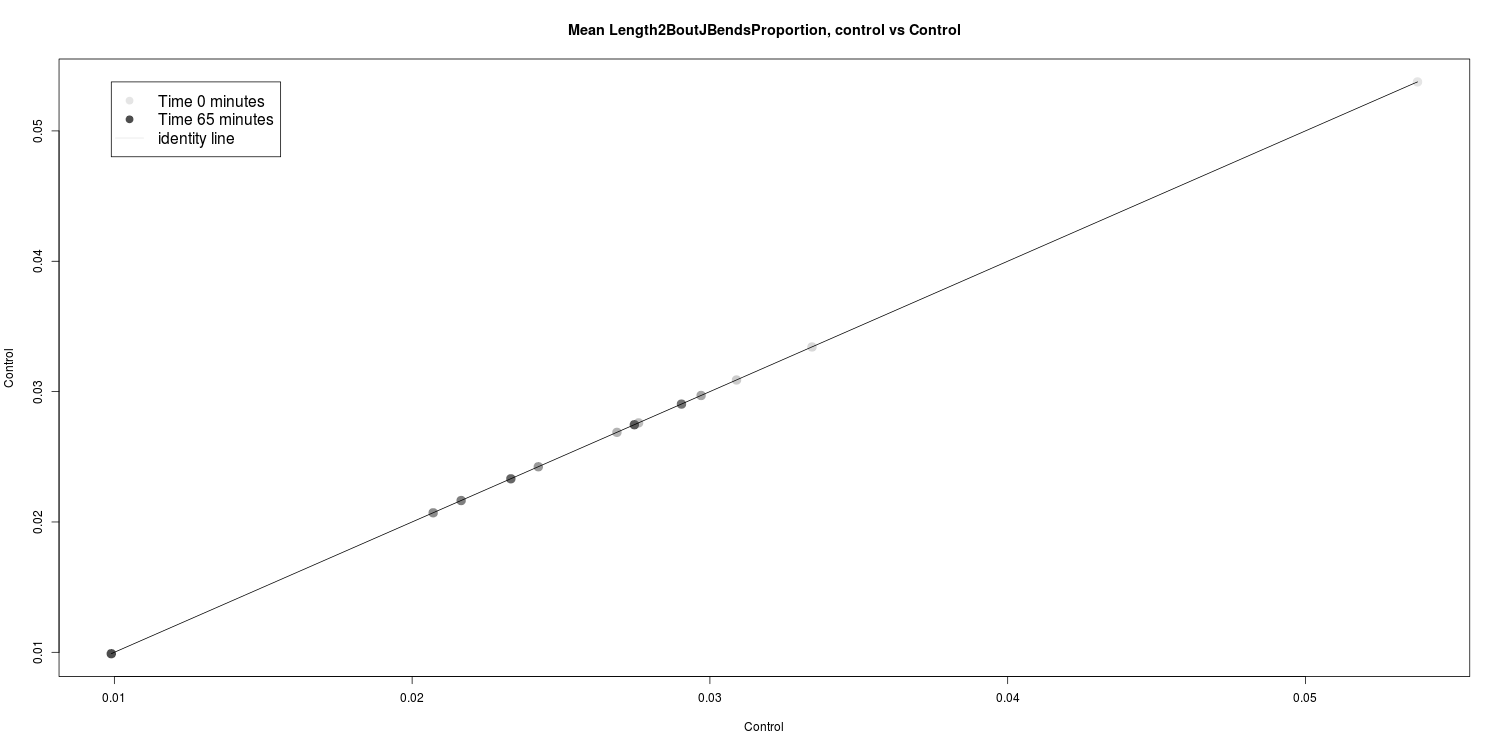 Mean Length2BoutJBendsProportion, control vs Control
Time 0 minutes
Time 65 minutes
identity line
0.05
0.04
0.03
0.02
0.01
Control
0.01 0.02 0.03 0.04 0.05
Control